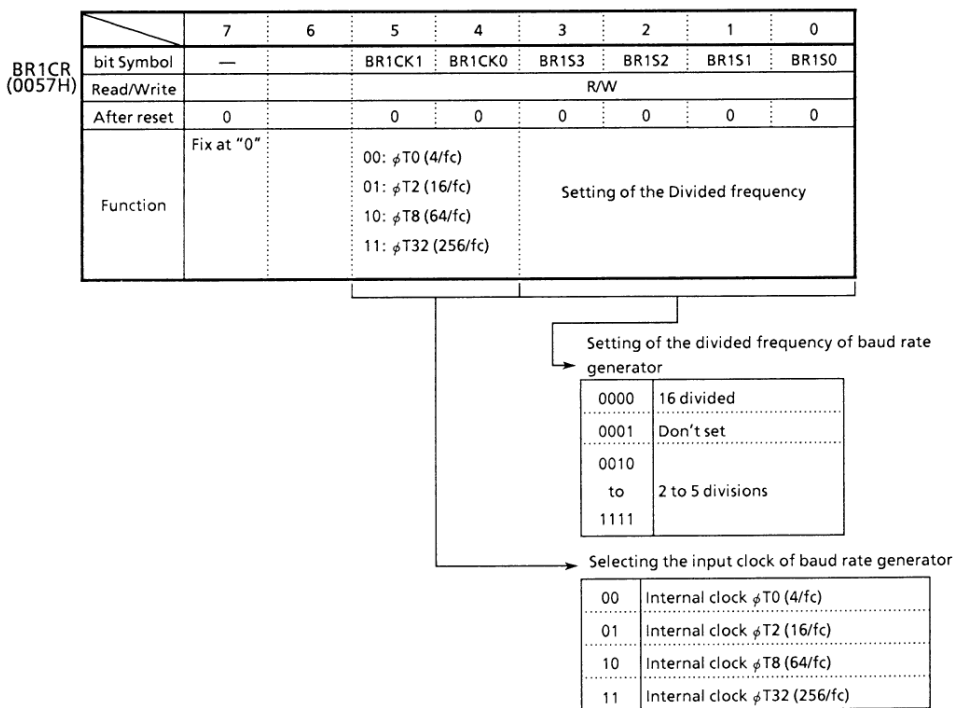 7 6 5 4 3 2 1 0
BR1CR
(0057H)
bit Symbol — BR1CK1 BR1CK0 BR1S3 BR1S2 BR1S1 BR1S0
Read/Write R/W
After reset 0 0 0 0 0 0 0
Function
Fix at "0"
00: φT0 (4/fc)
01: φT2 (16/fc)
10: φT8 (64/fc)
11: φT32 (256/fc)
Setting of the Divided frequency
Setting of the divided frequency of baud rate
generator
0000 16 divided
0001 Don't set
0010
to 2 to 5 divisions
1111
Selecting the input clock of baud rate generator
00 Internal clock φT0 (4/fc)
01 Internal clock φT2 (16/fc)
10 Internal clock φT8 (64/fc)
11 Internal clock φT32 (256/fc)